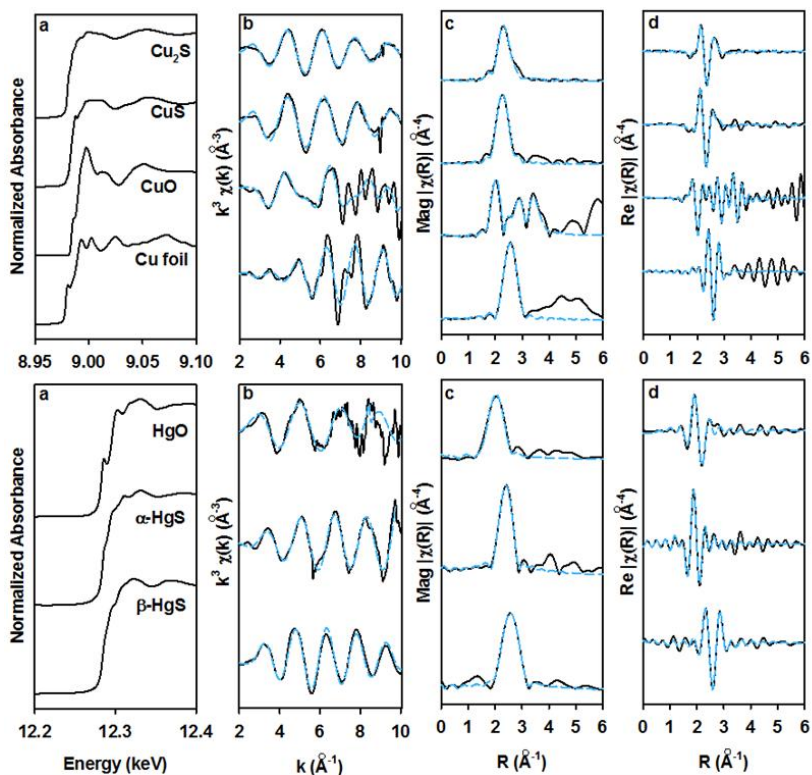 a
Cu2S
CuS
CuO
Cu foil
Normalized Absorbance
8.95 9.00 9.05 9.10
b
k3 χ(k) (Å-3)
2 4 6 8 10
c
Mag |χ(R)| (Å-4)
0 1 2 3 4 5 6
d
Re |χ(R)| (Å-4)
0 1 2 3 4 5 6
a
HgO
α-HgS
β-HgS
Normalized Absorbance
12.2 12.3 12.4
Energy (keV)
b
k3 χ(k) (Å-3)
2 4 6 8 10
k (Å-1)
c
Mag |χ(R)| (Å-4)
0 1 2 3 4 5 6
R (Å-1)
d
Re |χ(R)| (Å-4)
0 1 2 3 4 5 6
R (Å-1)